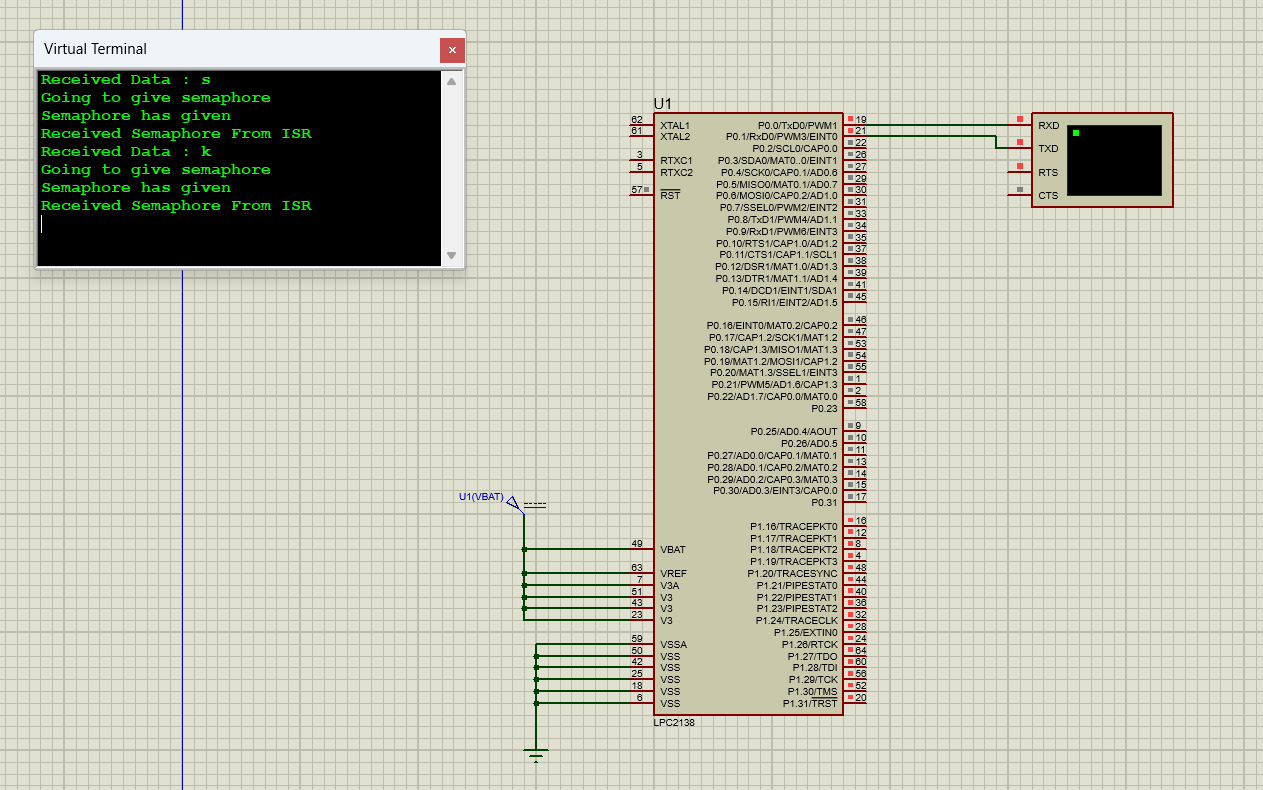 Virtual Terminal
Received Data : s
Going to give semaphore
Semaphore has given
Received Semaphore From ISR
Received Data : k
Going to give semaphore
Semaphore has given
Received Semaphore From ISR
U1
62 XTAL1
61 XTAL2
3 RTXC1
5 RTXC2
57 RST
P0.0/TxD0/PWM1 19
P0.1/RxD0/PWM3/EINT0 21
P0.2/SCL0/CAP0.0 22
P0.3/SDA0/MAT0..0/EINT1 26
P0.4/SCK0/CAP0.1/AD0.6 27
P0.5/MISO0/MAT0.1/AD0.7 29
P0.6/MOSI0/CAP0.2/AD1.0 30
P0.7/SSEL0/PWM2/EINT2 31
P0.8/TxD1/PWM4/AD1.1 33
P0.9/RxD1/PWM6/EINT3 34
P0.10/RTS1/CAP1.0/AD1.2 35
P0.11/CTS1/CAP1.1/SCL1 37
P0.12/DSR1/MAT1.0/AD1.3 38
P0.13/DTR1/MAT1.1/AD1.4 39
P0.14/DCD1/EINT1/SDA1 41
P0.15/RI1/EINT2/AD1.5 45
P0.16/EINT0/MAT0.2/CAP0.2 46
P0.17/CAP1.2/SCK1/MAT1.2 47
P0.18/CAP1.3/MISO1/MAT1.3 53
P0.19/MAT1.2/MOSI1/CAP1.2 54
P0.20/MAT1.3/SSEL1/EINT3 55
P0.21/PWM5/AD1.6/CAP1.3 1
P0.22/AD1.7/CAP0.0/MAT0.0 2
P0.23 58
P0.25/AD0.4/AOUT 9
P0.26/AD0.5 10
P0.27/AD0.0/CAP0.1/MAT0.1 11
P0.28/AD0.1/CAP0.2/MAT0.2 13
P0.29/AD0.2/CAP0.3/MAT0.3 14
P0.30/AD0.3/EINT3/CAP0.0 15
P0.31 17
P1.16/TRACEPKT0 16
P1.17/TRACEPKT1 12
P1.18/TRACEPKT2 8
P1.19/TRACEPKT3 4
P1.20/TRACESYNC 48
P1.21/PIPESTAT0 44
P1.22/PIPESTAT1 40
P1.23/PIPESTAT2 36
P1.24/TRACECLK 32
P1.25/EXTIN0 28
P1.26/RTCK 24
P1.27/TDO 64
P1.28/TDI 60
P1.29/TCK 56
P1.30/TMS 52
P1.31/TRST 20
U1(VBAT)
49 VBAT
63 VREF
7 V3A
51 V3
43 V3
23 V3
59 VSSA
50 VSS
42 VSS
25 VSS
18 VSS
6 VSS
LPC2138
RXD
TXD
RTS
CTS